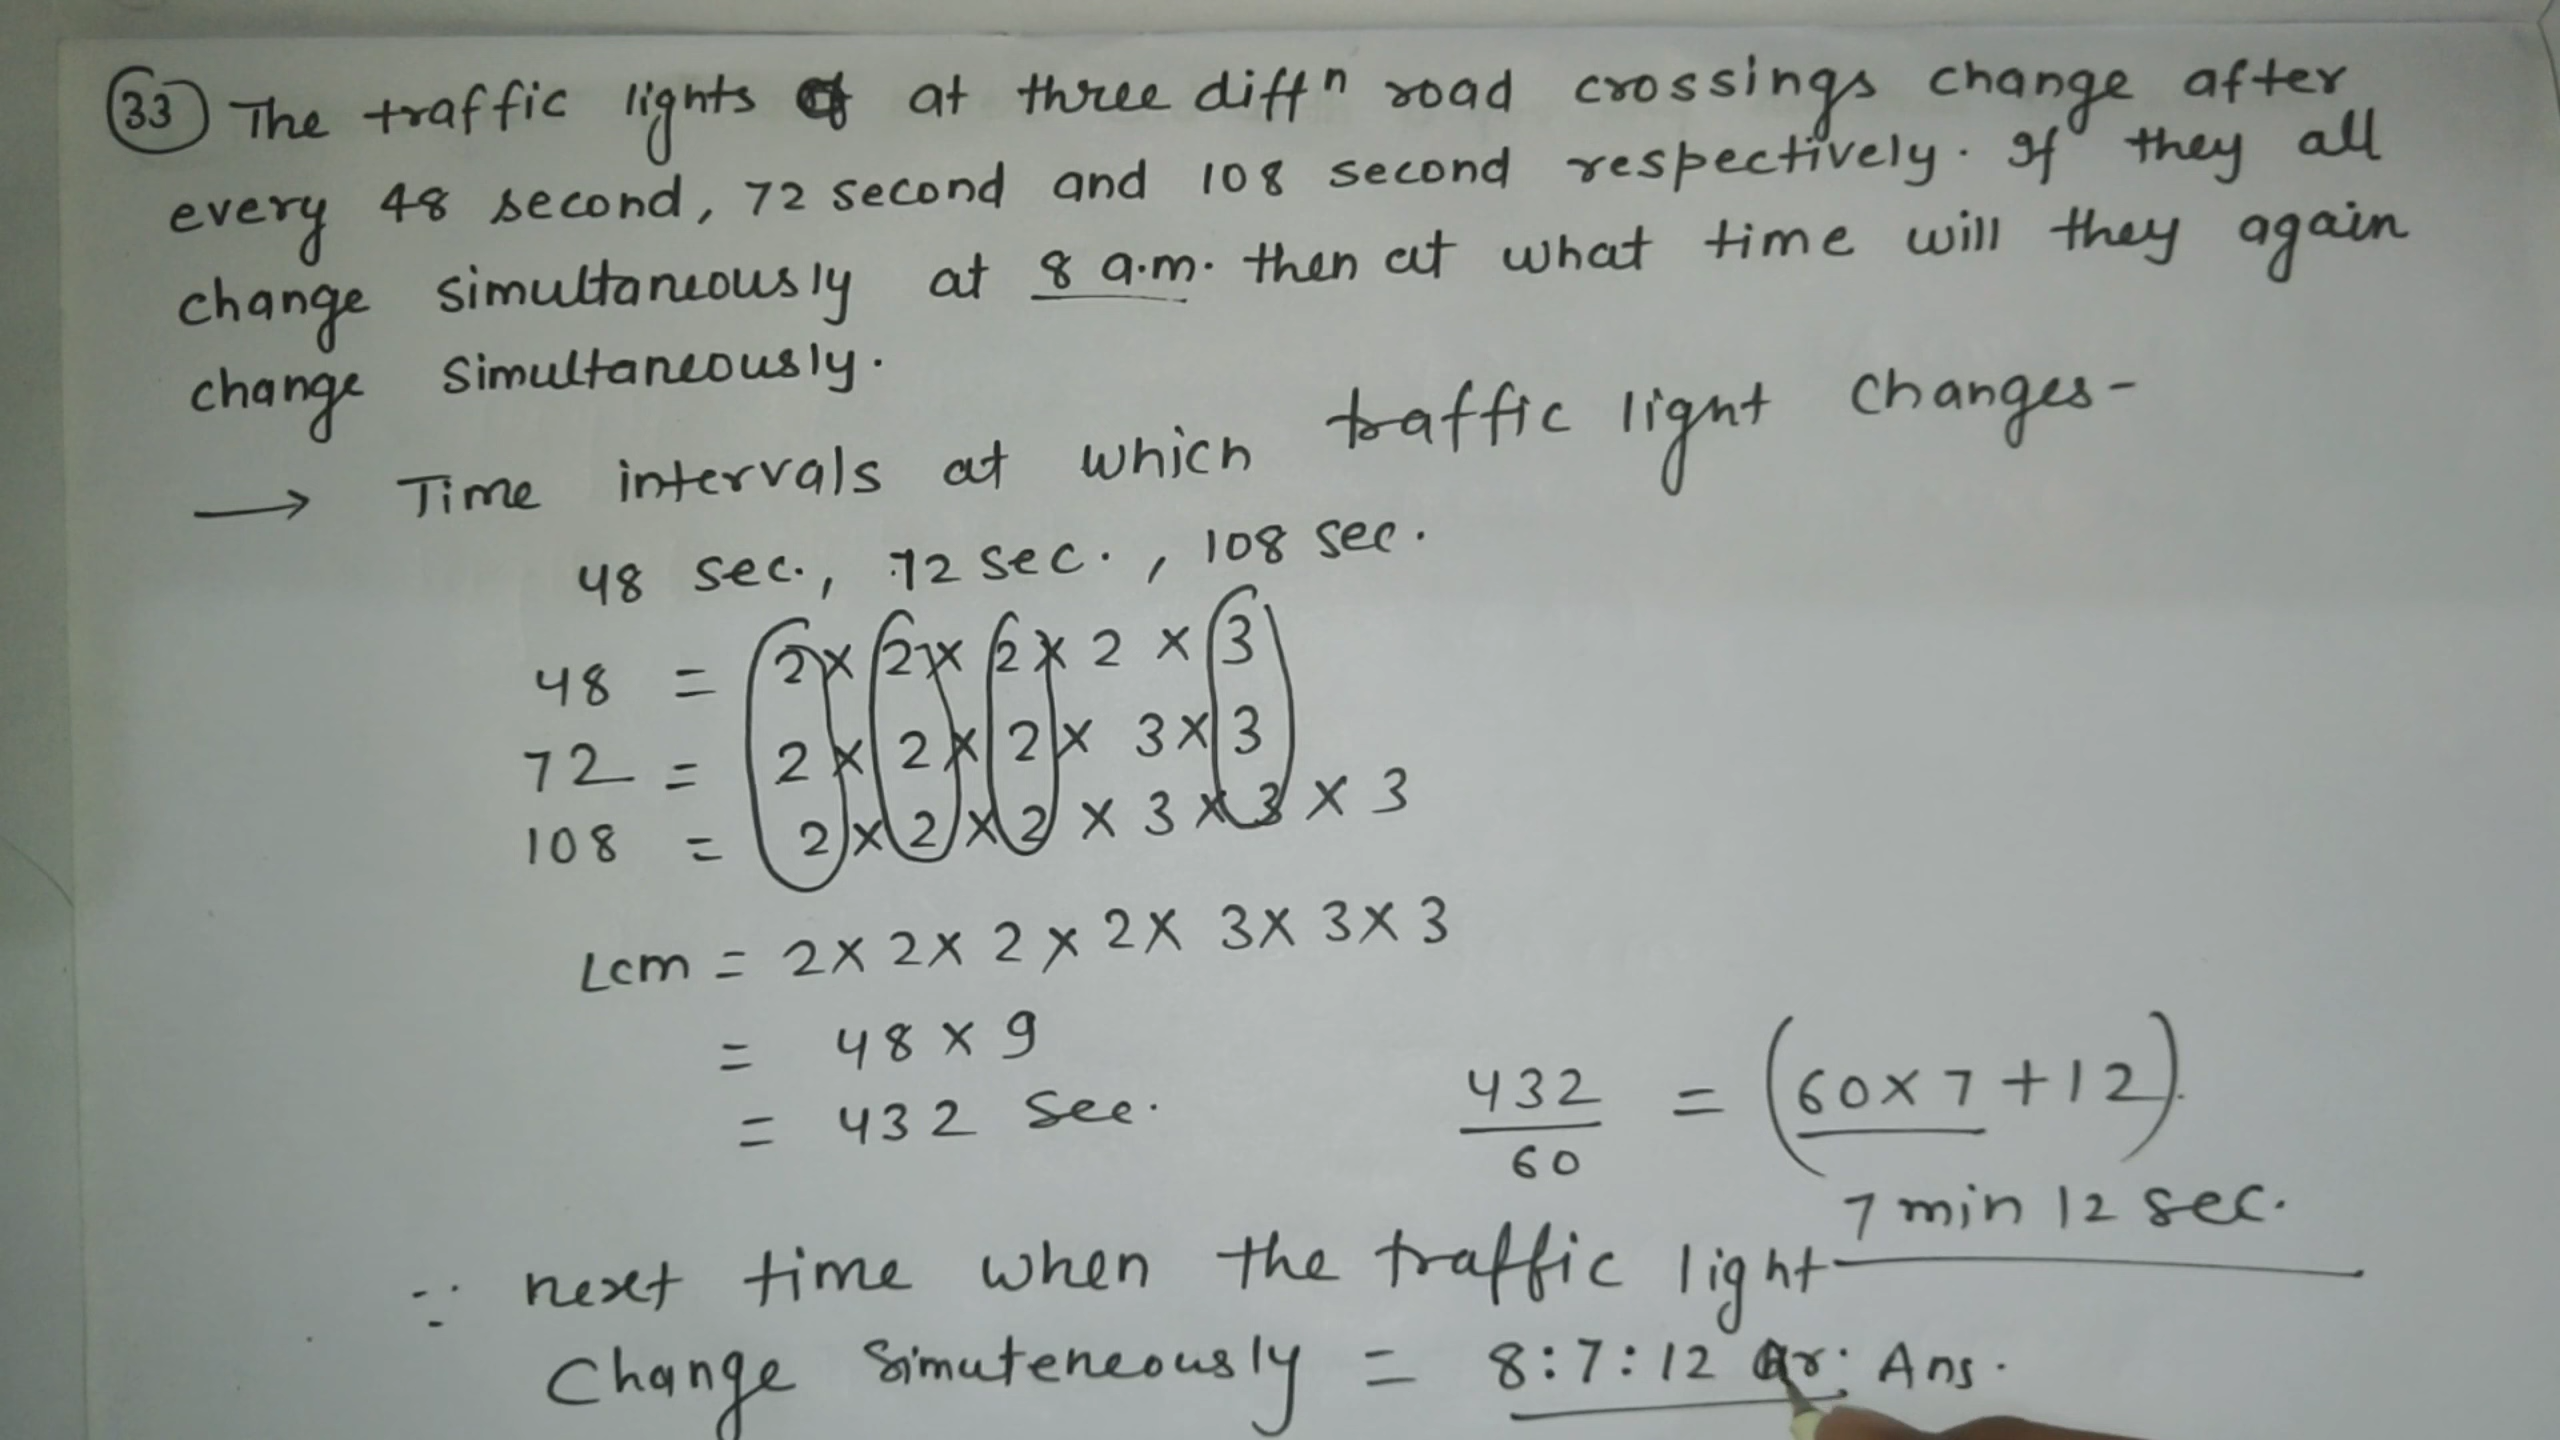 33 The traffic lights at three diffn road crossings change after
every 48 second, 72 second and 108 second respectively. If they all
change simultaneously at 8 a.m. then at what time will they again
change simultaneously.
→ Time intervals at which traffic light changes-
48 sec., 72 sec., 108 sec.
48 = 2 × 2 × 2 × 2 × 3
72 = 2 × 2 × 2 × 3 × 3
108 = 2 × 2 × 2 × 3 × 3 × 3
Lcm = 2 × 2 × 2 × 2 × 3 × 3 × 3
= 48 × 9
= 432 sec.
432/60 = (60 × 7 + 12)
7 min 12 sec.
∵ next time when the traffic light
change simuteneously = 8:7:12 Ans.